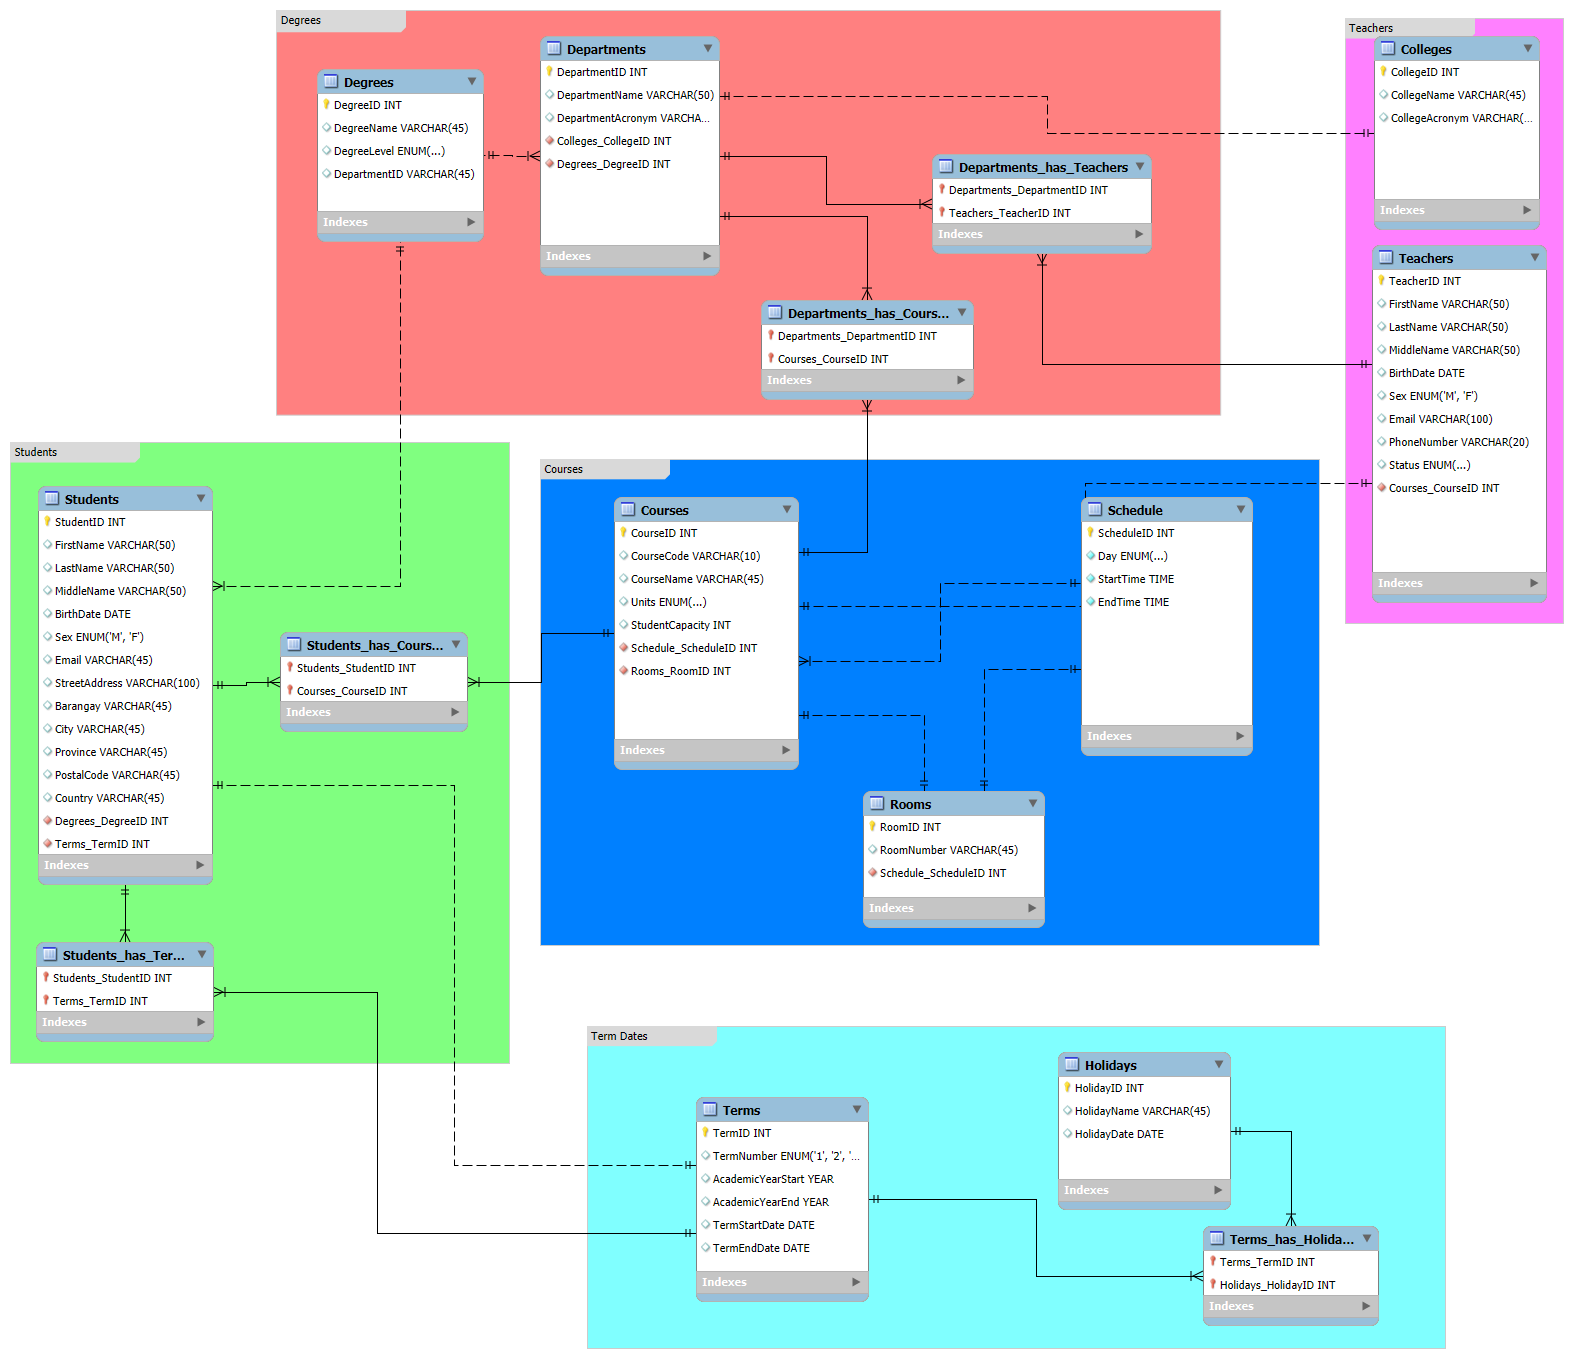 Degrees
Degrees
DegreeID INT
DegreeName VARCHAR(45)
DegreeLevel ENUM(...)
DepartmentID VARCHAR(45)
Indexes
Departments
DepartmentID INT
DepartmentName VARCHAR(50)
DepartmentAcronym VARCHA...
Colleges_CollegeID INT
Degrees_DegreeID INT
Indexes
Departments_has_Teachers
Departments_DepartmentID INT
Teachers_TeacherID INT
Indexes
Departments_has_Cours...
Departments_DepartmentID INT
Courses_CourseID INT
Indexes
Teachers
Colleges
CollegeID INT
CollegeName VARCHAR(45)
CollegeAcronym VARCHAR(...
Indexes
Teachers
TeacherID INT
FirstName VARCHAR(50)
LastName VARCHAR(50)
MiddleName VARCHAR(50)
BirthDate DATE
Sex ENUM('M', 'F')
Email VARCHAR(100)
PhoneNumber VARCHAR(20)
Status ENUM(...)
Courses_CourseID INT
Indexes
Students
Students
StudentID INT
FirstName VARCHAR(50)
LastName VARCHAR(50)
MiddleName VARCHAR(50)
BirthDate DATE
Sex ENUM('M', 'F')
Email VARCHAR(45)
StreetAddress VARCHAR(100)
Barangay VARCHAR(45)
City VARCHAR(45)
Province VARCHAR(45)
PostalCode VARCHAR(45)
Country VARCHAR(45)
Degrees_DegreeID INT
Terms_TermID INT
Indexes
Students_has_Cours...
Students_StudentID INT
Courses_CourseID INT
Indexes
Students_has_Ter...
Students_StudentID INT
Terms_TermID INT
Indexes
Courses
Courses
CourseID INT
CourseCode VARCHAR(10)
CourseName VARCHAR(45)
Units ENUM(...)
StudentCapacity INT
Schedule_ScheduleID INT
Rooms_RoomID INT
Indexes
Schedule
ScheduleID INT
Day ENUM(...)
StartTime TIME
EndTime TIME
Indexes
Rooms
RoomID INT
RoomNumber VARCHAR(45)
Schedule_ScheduleID INT
Indexes
Term Dates
Terms
TermID INT
TermNumber ENUM('1', '2', '...
AcademicYearStart YEAR
AcademicYearEnd YEAR
TermStartDate DATE
TermEndDate DATE
Indexes
Holidays
HolidayID INT
HolidayName VARCHAR(45)
HolidayDate DATE
Indexes
Terms_has_Holida...
Terms_TermID INT
Holidays_HolidayID INT
Indexes